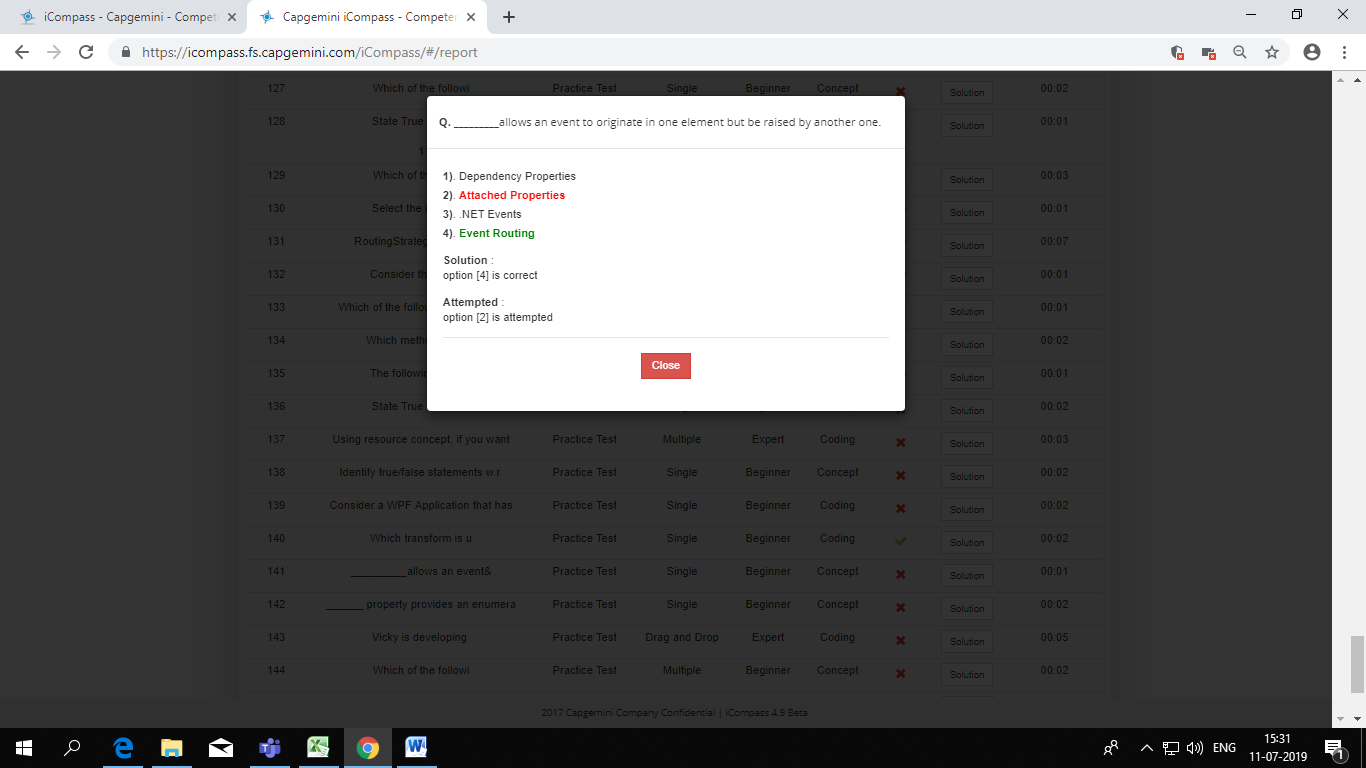 iCompass - Capgemini - Compet
Capgemini iCompass - Competen
https://icompass.fs.capgemini.com/iCompass/#/report
127 Which of the followi Practice Test Single Beginner Concept Solution 00:02
128 State True Solution 00:01
129 Which of th Solution 00:03
130 Select the Solution 00:01
131 RoutingStrateg Solution 00:07
132 Consider th Solution 00:01
133 Which of the follo Solution 00:01
134 Which meth Solution 00:02
135 The followin Solution 00:01
136 State True Solution 00:02
Q. _________allows an event to originate in one element but be raised by another one.
1). Dependency Properties
2). Attached Properties
3). .NET Events
4). Event Routing
Solution :
option [4] is correct
Attempted :
option [2] is attempted
Close
137 Using resource concept, if you want Practice Test Multiple Expert Coding Solution 00:03
138 Identify true/false statements w.r. Practice Test Single Beginner Concept Solution 00:02
139 Consider a WPF Application that has Practice Test Single Beginner Coding Solution 00:02
140 Which transform is u Practice Test Single Beginner Coding Solution 00:02
141 __________allows an event& Practice Test Single Beginner Concept Solution 00:01
142 _______ property provides an enumera Practice Test Single Beginner Concept Solution 00:02
143 Vicky is developing Practice Test Drag and Drop Expert Coding Solution 00:05
144 Which of the followi Practice Test Multiple Beginner Concept Solution 00:02
2017 Capgemini Company Confidential | iCompass 4.9 Beta
ENG
15:31
11-07-2019
1